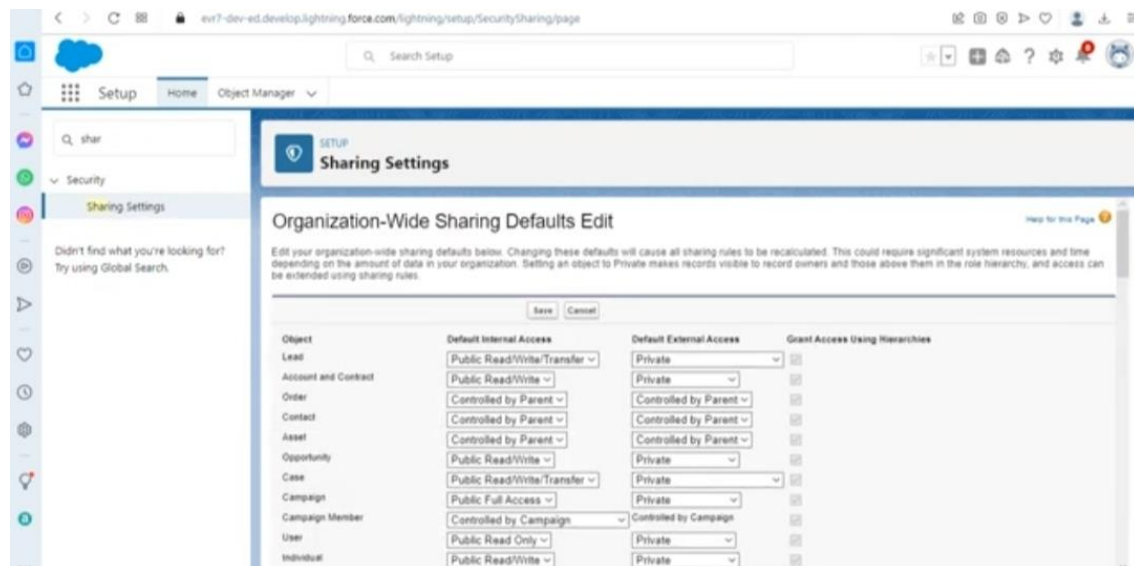 evr7-dev-ed.develop.lightning.force.com/lightning/setup/SecuritySharing/page
Search Setup
Setup Home Object Manager
shar
SETUP
Sharing Settings
Security
Sharing Settings
Didn't find what you're looking for?
Try using Global Search.
Organization-Wide Sharing Defaults Edit
Help for this Page
Edit your organization-wide sharing defaults below. Changing these defaults will cause all sharing rules to be recalculated. This could require significant system resources and time
depending on the amount of data in your organization. Setting an object to Private makes records visible to record owners and those above them in the role hierarchy, and access can
be extended using sharing rules.
Save Cancel
Object Default Internal Access Default External Access Grant Access Using Hierarchies
Lead Public Read/Write/Transfer Private
Account and Contract Public Read/Write Private
Order Controlled by Parent Controlled by Parent
Contact Controlled by Parent Controlled by Parent
Asset Controlled by Parent Controlled by Parent
Opportunity Public Read/Write Private
Case Public Read/Write/Transfer Private
Campaign Public Full Access Private
Campaign Member Controlled by Campaign Controlled by Campaign
User Public Read Only Private
Individual Public Read/Write Private